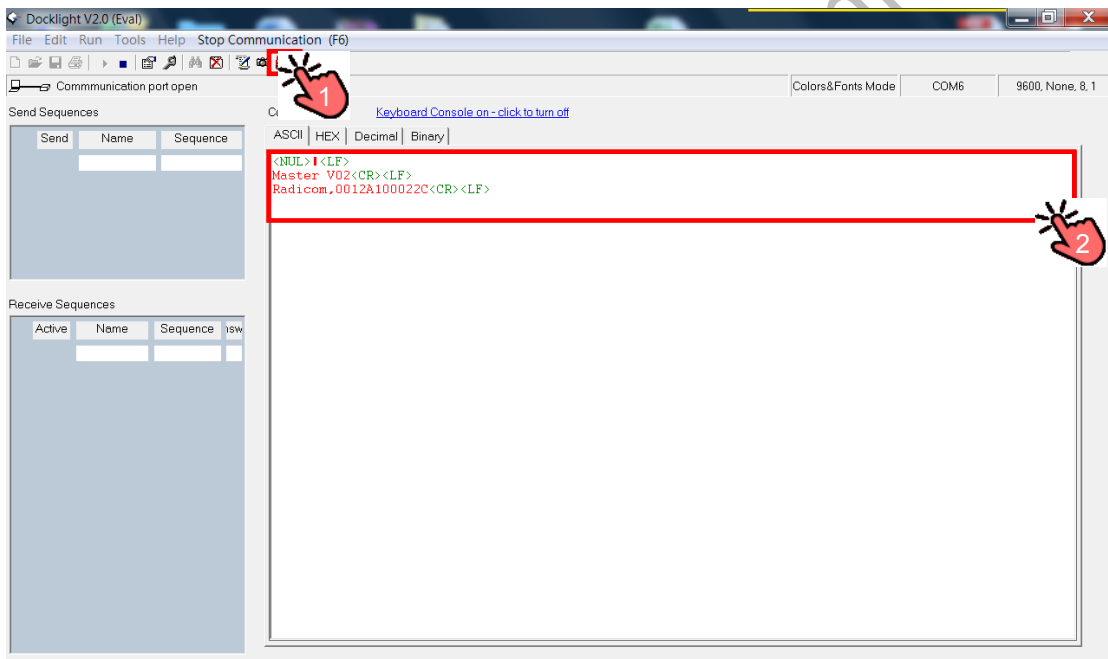 Docklight V2.0 (Eval)
File Edit Run Tools Help Stop Communication (F6)
Commmunication port open
Colors&Fonts Mode
COM6
9600, None, 8, 1
Send Sequences
Send Name Sequence
Keyboard Console on - click to turn off
ASCII HEX Decimal Binary
<NUL> <LF>
Master V02<CR><LF>
Radicom,0012A100022C<CR><LF>
1
2
Receive Sequences
Active Name Sequence